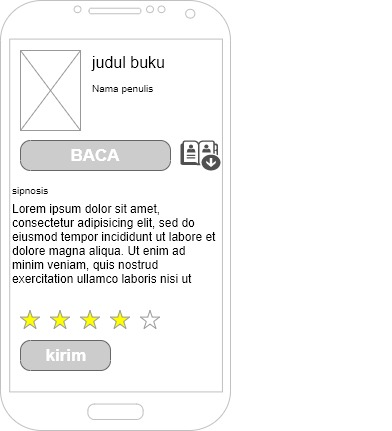 judul buku
Nama penulis
BACA
sipnosis
Lorem ipsum dolor sit amet,
consectetur adipisicing elit, sed do
eiusmod tempor incididunt ut labore et
dolore magna aliqua. Ut enim ad
minim veniam, quis nostrud
exercitation ullamco laboris nisi ut
kirim